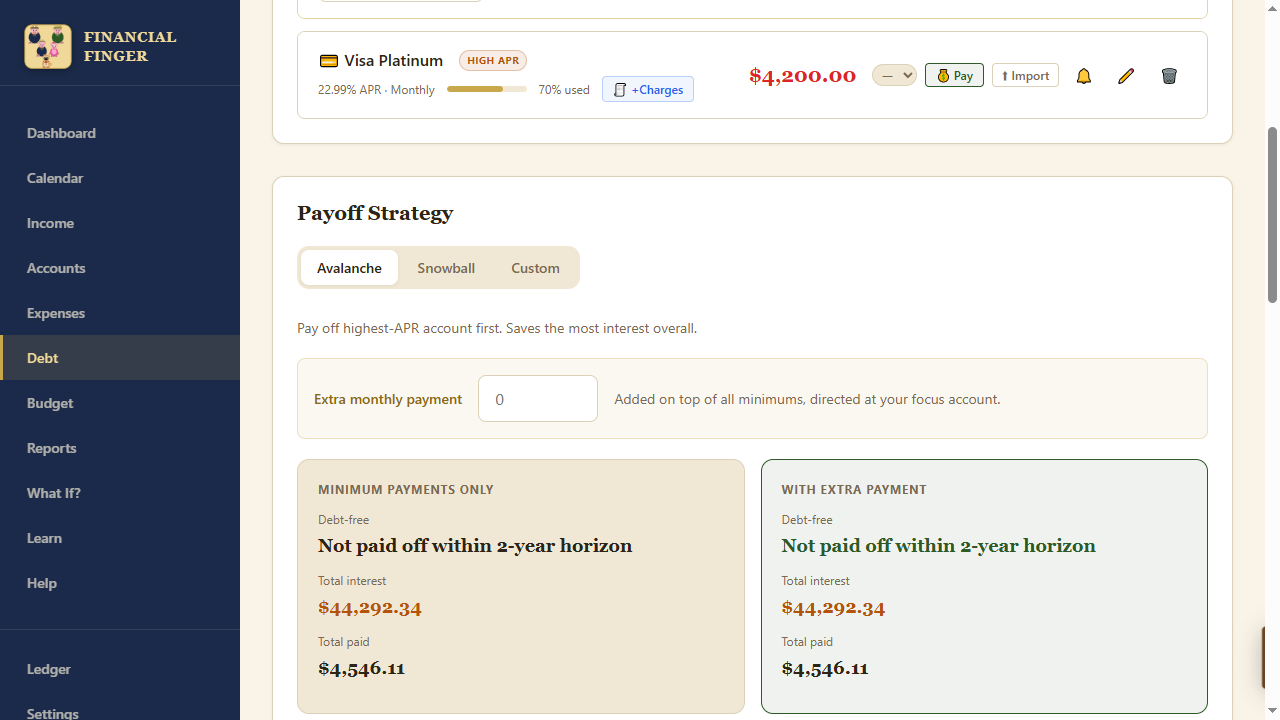 FINANCIAL
FINGER
Dashboard
Calendar
Income
Accounts
Expenses
Debt
Budget
Reports
What If?
Learn
Help
Ledger
Settings
Visa Platinum
HIGH APR
22.99% APR · Monthly
70% used
+Charges
$4,200.00
—
Pay
⬆ Import
Payoff Strategy
Avalanche
Snowball
Custom
Pay off highest-APR account first. Saves the most interest overall.
Extra monthly payment
0
Added on top of all minimums, directed at your focus account.
MINIMUM PAYMENTS ONLY
Debt-free
Not paid off within 2-year horizon
Total interest
$44,292.34
Total paid
$4,546.11
WITH EXTRA PAYMENT
Debt-free
Not paid off within 2-year horizon
Total interest
$44,292.34
Total paid
$4,546.11